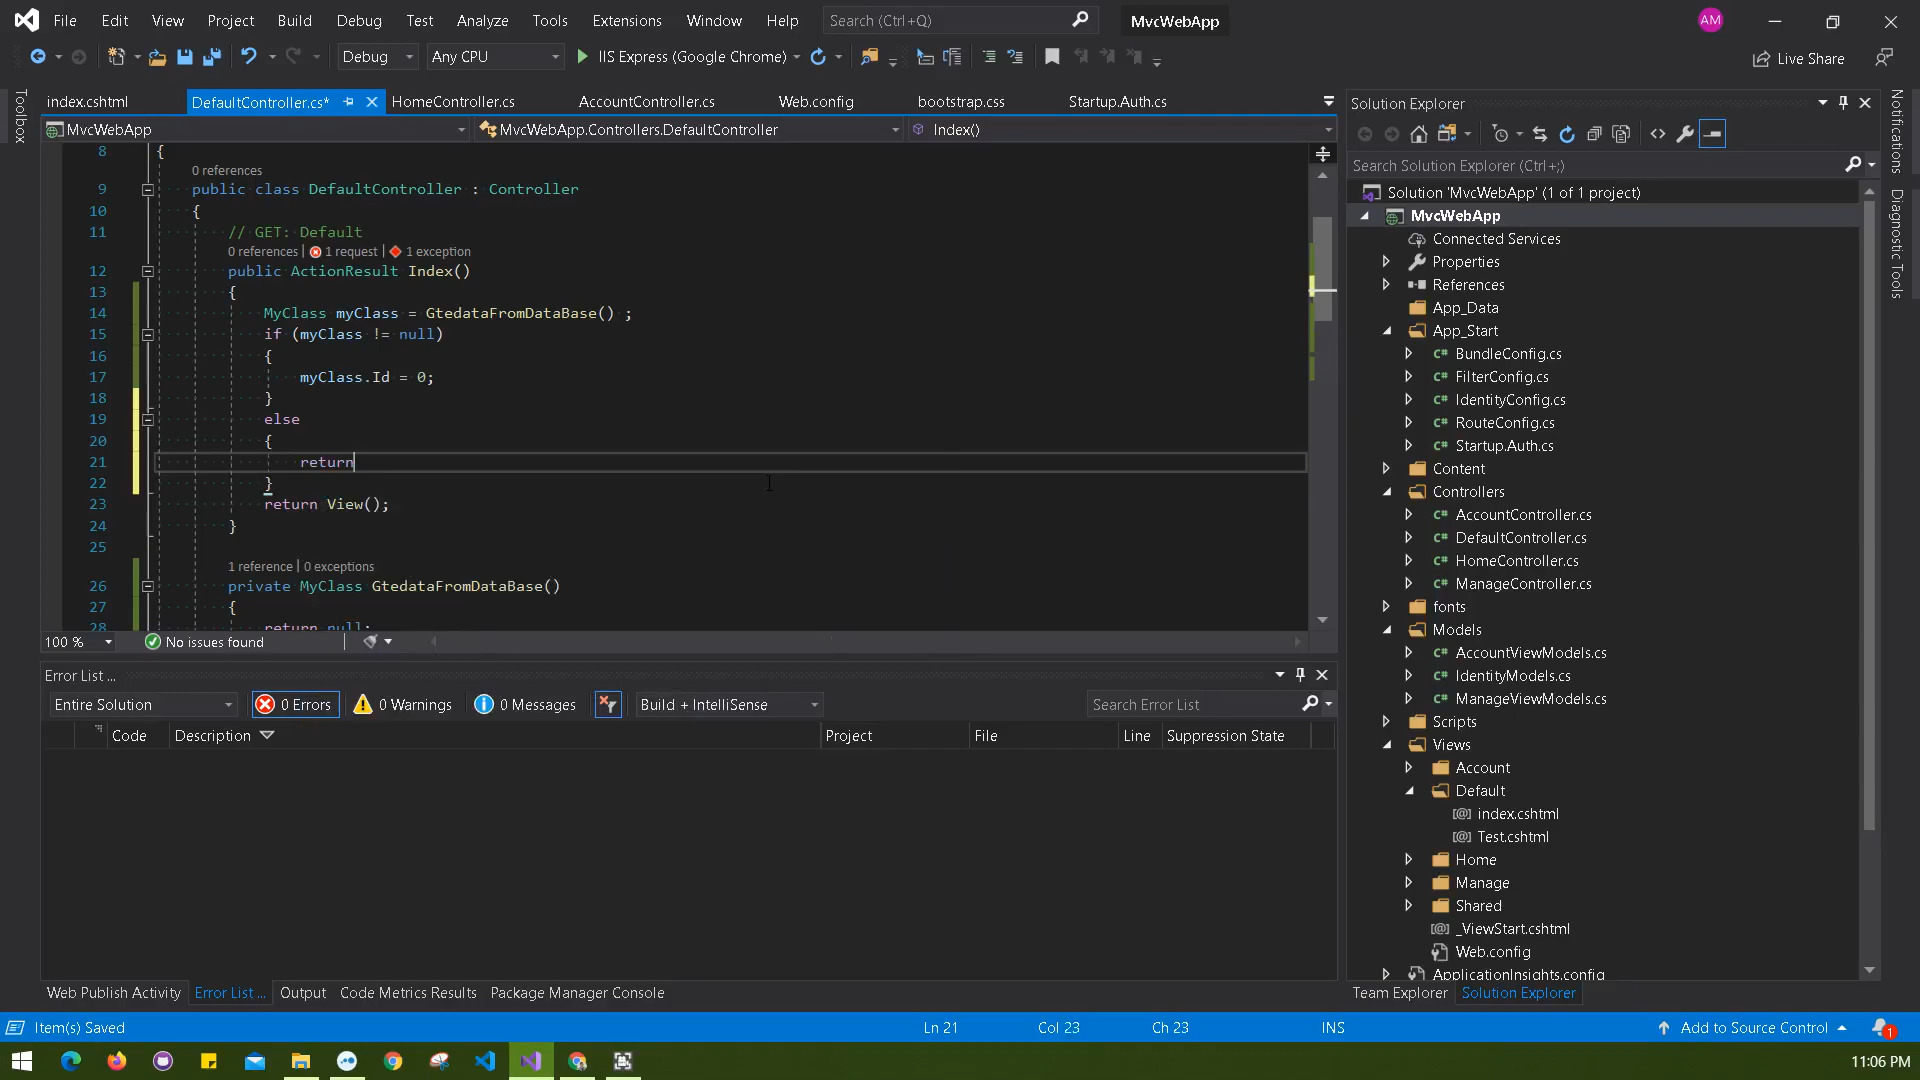 File Edit View Project Build Debug Test Analyze Tools Extensions Window Help Search (Ctrl+Q) MvcWebApp AM
Debug Any CPU IIS Express (Google Chrome) Live Share
index.cshtml DefaultController.cs* HomeController.cs AccountController.cs Web.config bootstrap.css Startup.Auth.cs
MvcWebApp MvcWebApp.Controllers.DefaultController Index()
Toolbox
8 {
0 references
9 public class DefaultController : Controller
10 {
11 // GET: Default
0 references | 1 request | 1 exception
12 public ActionResult Index()
13 {
14 MyClass myClass = GtedataFromDataBase() ;
15 if (myClass != null)
16 {
17 myClass.Id = 0;
18 }
19 else
20 {
21 return
22 }
23 return View();
24 }
25
1 reference | 0 exceptions
26 private MyClass GtedataFromDataBase()
27 {
28 return null;
100 % No issues found
Error List ...
Entire Solution 0 Errors 0 Warnings 0 Messages Build + IntelliSense Search Error List
Code Description Project File Line Suppression State
Web Publish Activity Error List ... Output Code Metrics Results Package Manager Console
Solution Explorer
Search Solution Explorer (Ctrl+;)
Solution 'MvcWebApp' (1 of 1 project)
MvcWebApp
Connected Services
Properties
References
App_Data
App_Start
C# BundleConfig.cs
C# FilterConfig.cs
C# IdentityConfig.cs
C# RouteConfig.cs
C# Startup.Auth.cs
Content
Controllers
C# AccountController.cs
C# DefaultController.cs
C# HomeController.cs
C# ManageController.cs
fonts
Models
C# AccountViewModels.cs
C# IdentityModels.cs
C# ManageViewModels.cs
Scripts
Views
Account
Default
[@] index.cshtml
[@] Test.cshtml
Home
Manage
Shared
[@] _ViewStart.cshtml
Web.config
ApplicationInsights.config
Team Explorer Solution Explorer
Notifications
Diagnostic Tools
Item(s) Saved Ln 21 Col 23 Ch 23 INS Add to Source Control 1
11:06 PM